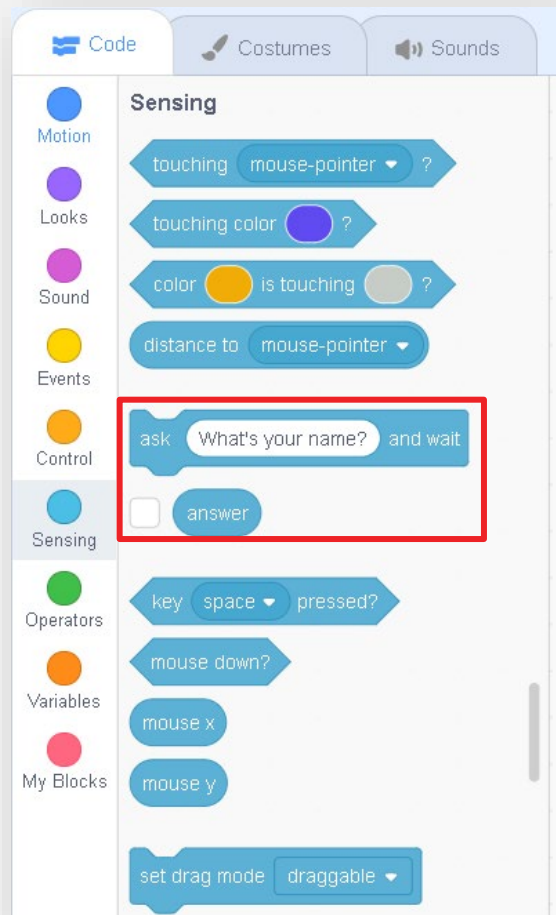 Code Costumes Sounds
Motion
Looks
Sound
Events
Control
Sensing
Operators
Variables
My Blocks
Sensing
touching mouse-pointer ?
touching color ?
color is touching ?
distance to mouse-pointer
ask What's your name? and wait
answer
key space pressed?
mouse down?
mouse x
mouse y
set drag mode draggable